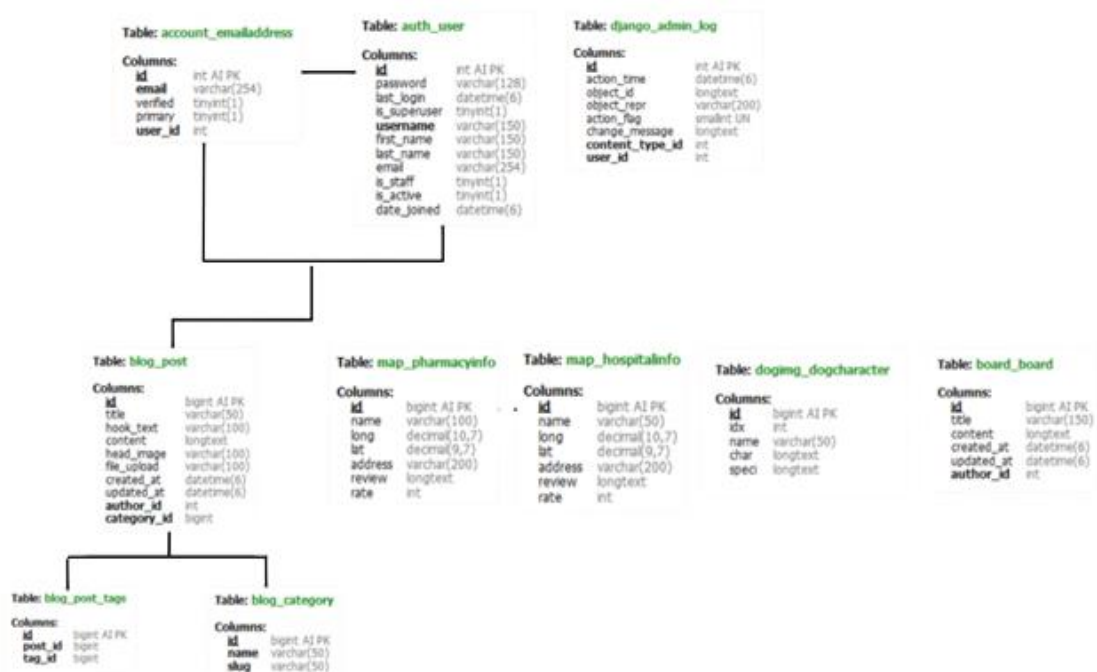 Table: account_emailaddress
Columns:
id int AI PK
email varchar(254)
verified tinyint(1)
primary tinyint(1)
user_id int
Table: auth_user
Columns:
id int AI PK
password varchar(128)
last_login datetime(6)
is_superuser tinyint(1)
username varchar(150)
first_name varchar(150)
last_name varchar(150)
email varchar(254)
is_staff tinyint(1)
is_active tinyint(1)
date_joined datetime(6)
Table: django_admin_log
Columns:
id int AI PK
action_time datetime(6)
object_id longtext
object_repr varchar(200)
action_flag smallint UN
change_message longtext
content_type_id int
user_id int
Table: blog_post
Columns:
id bigint AI PK
title varchar(50)
hook_text varchar(100)
content longtext
head_image varchar(100)
file_upload varchar(100)
created_at datetime(6)
updated_at datetime(6)
author_id int
category_id bigint
Table: map_pharmacyinfo
Columns:
id bigint AI PK
name varchar(100)
long decimal(10,7)
lat decimal(9,7)
address varchar(200)
review longtext
rate int
Table: map_hospitalinfo
Columns:
id bigint AI PK
name varchar(50)
long decimal(10,7)
lat decimal(9,7)
address varchar(200)
review longtext
rate int
Table: dogimg_dogcharacter
Columns:
id bigint AI PK
idx int
name varchar(50)
char longtext
speci longtext
Table: board_board
Columns:
id bigint AI PK
title varchar(150)
content longtext
created_at datetime(6)
updated_at datetime(6)
author_id int
Table: blog_post_tags
Columns:
id bigint AI PK
post_id bigint
tag_id bigint
Table: blog_category
Columns:
id bigint AI PK
name varchar(50)
slug varchar(50)